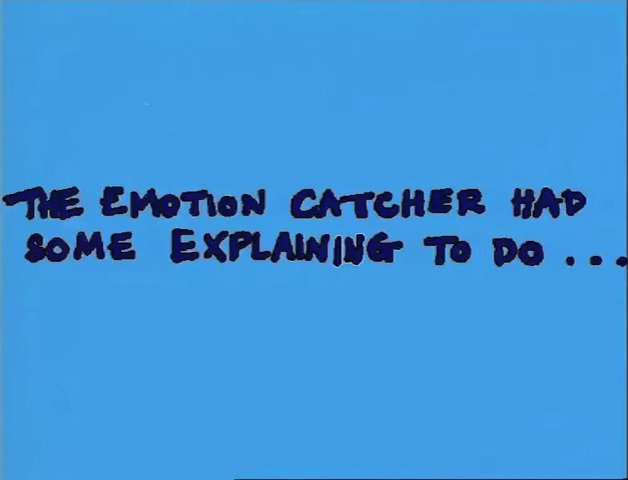 THE EMOTION CATCHER HAD
SOME EXPLAINING TO DO...